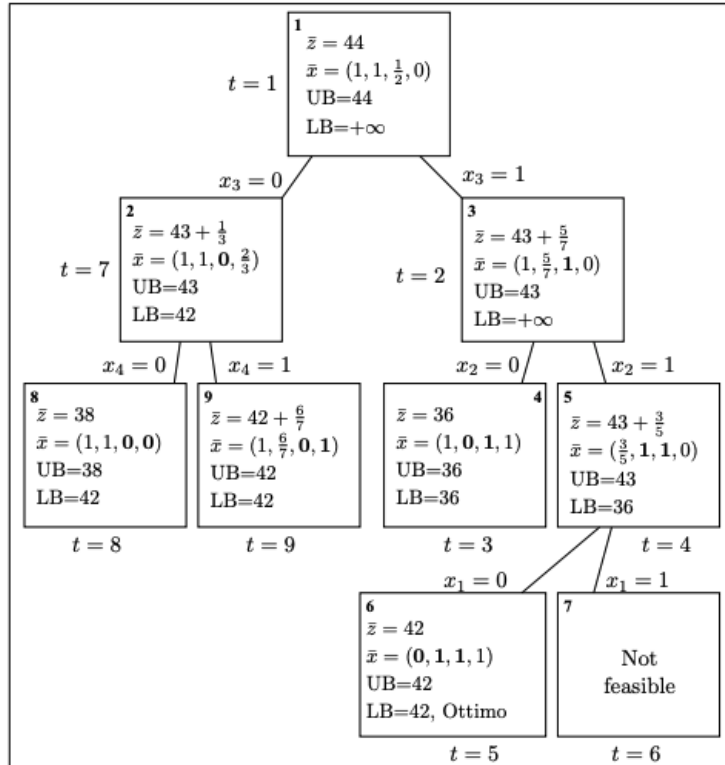 1
z̄ = 44
x̄ = (1, 1, 1/2, 0)
UB=44
LB=+∞
t = 1
x₃ = 0
x₃ = 1
2
z̄ = 43 + 1/3
x̄ = (1, 1, 0, 2/3)
UB=43
LB=42
t = 7
3
z̄ = 43 + 5/7
x̄ = (1, 5/7, 1, 0)
UB=43
LB=+∞
t = 2
x₄ = 0
x₄ = 1
x₂ = 0
x₂ = 1
8
z̄ = 38
x̄ = (1, 1, 0, 0)
UB=38
LB=42
t = 8
9
z̄ = 42 + 6/7
x̄ = (1, 6/7, 0, 1)
UB=42
LB=42
t = 9
4
z̄ = 36
x̄ = (1, 0, 1, 1)
UB=36
LB=36
t = 3
5
z̄ = 43 + 3/5
x̄ = (3/5, 1, 1, 0)
UB=43
LB=36
t = 4
x₁ = 0
x₁ = 1
6
z̄ = 42
x̄ = (0, 1, 1, 1)
UB=42
LB=42, Ottimo
t = 5
7
Not
feasible
t = 6